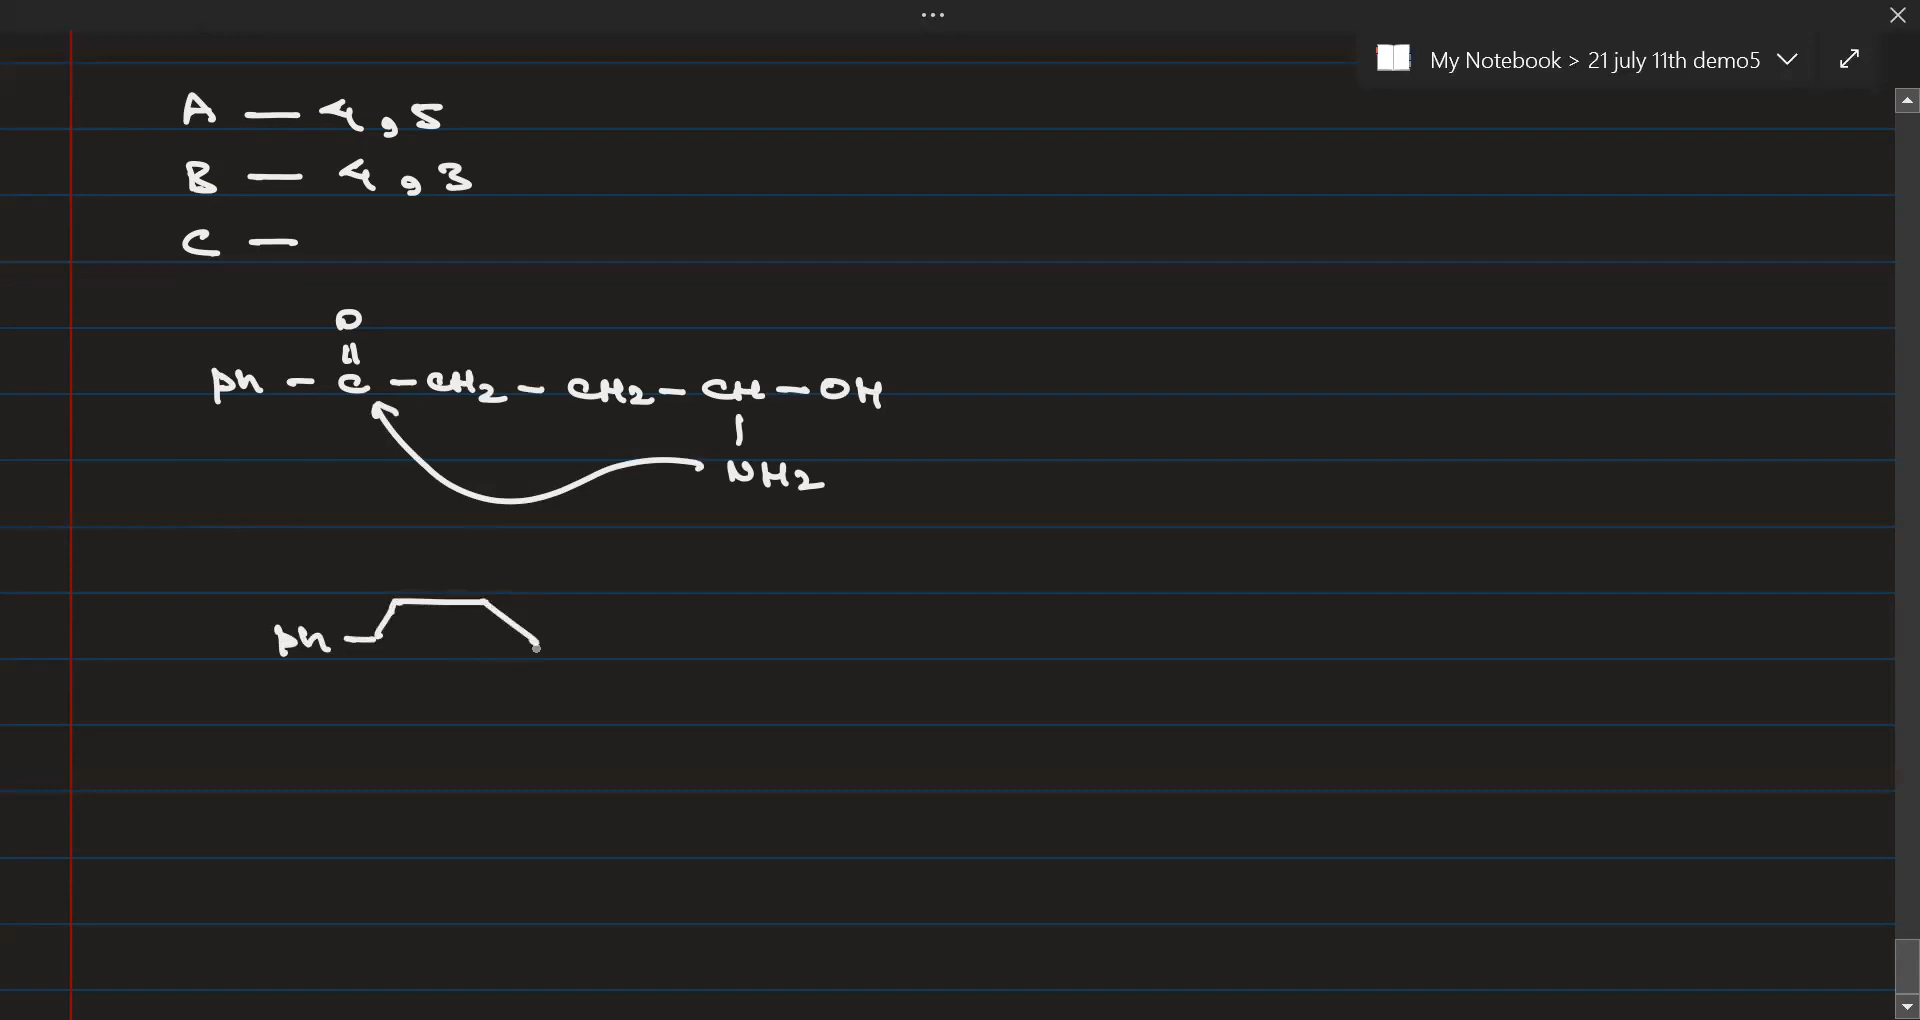 ...
My Notebook > 21 july 11th demo5
A — 4, 5
B — 4, 3
C —
O
||
ph - C - CH2 - CH2 - CH - OH
|
NH2
ph -